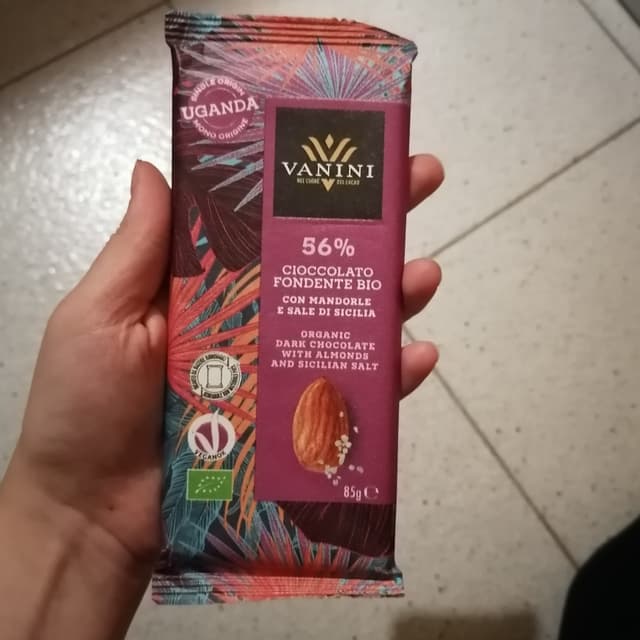 SINGLE ORIGIN
UGANDA
MONO ORIGINE
VANINI
NEL CUORE DEL CACAO
56%
CIOCCOLATO
FONDENTE BIO
CON MANDORLE
E SALE DI SICILIA
ORGANIC
DARK CHOCOLATE
WITH ALMONDS
AND SICILIAN SALT
VEGANOK
85g ℮